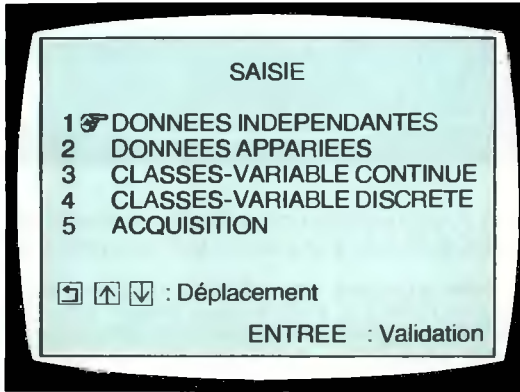 SAISIE
1 ☞ DONNEES INDEPENDANTES
2 DONNEES APPARIEES
3 CLASSES-VARIABLE CONTINUE
4 CLASSES-VARIABLE DISCRETE
5 ACQUISITION
↰ ↑ ↓ : Déplacement
ENTREE : Validation